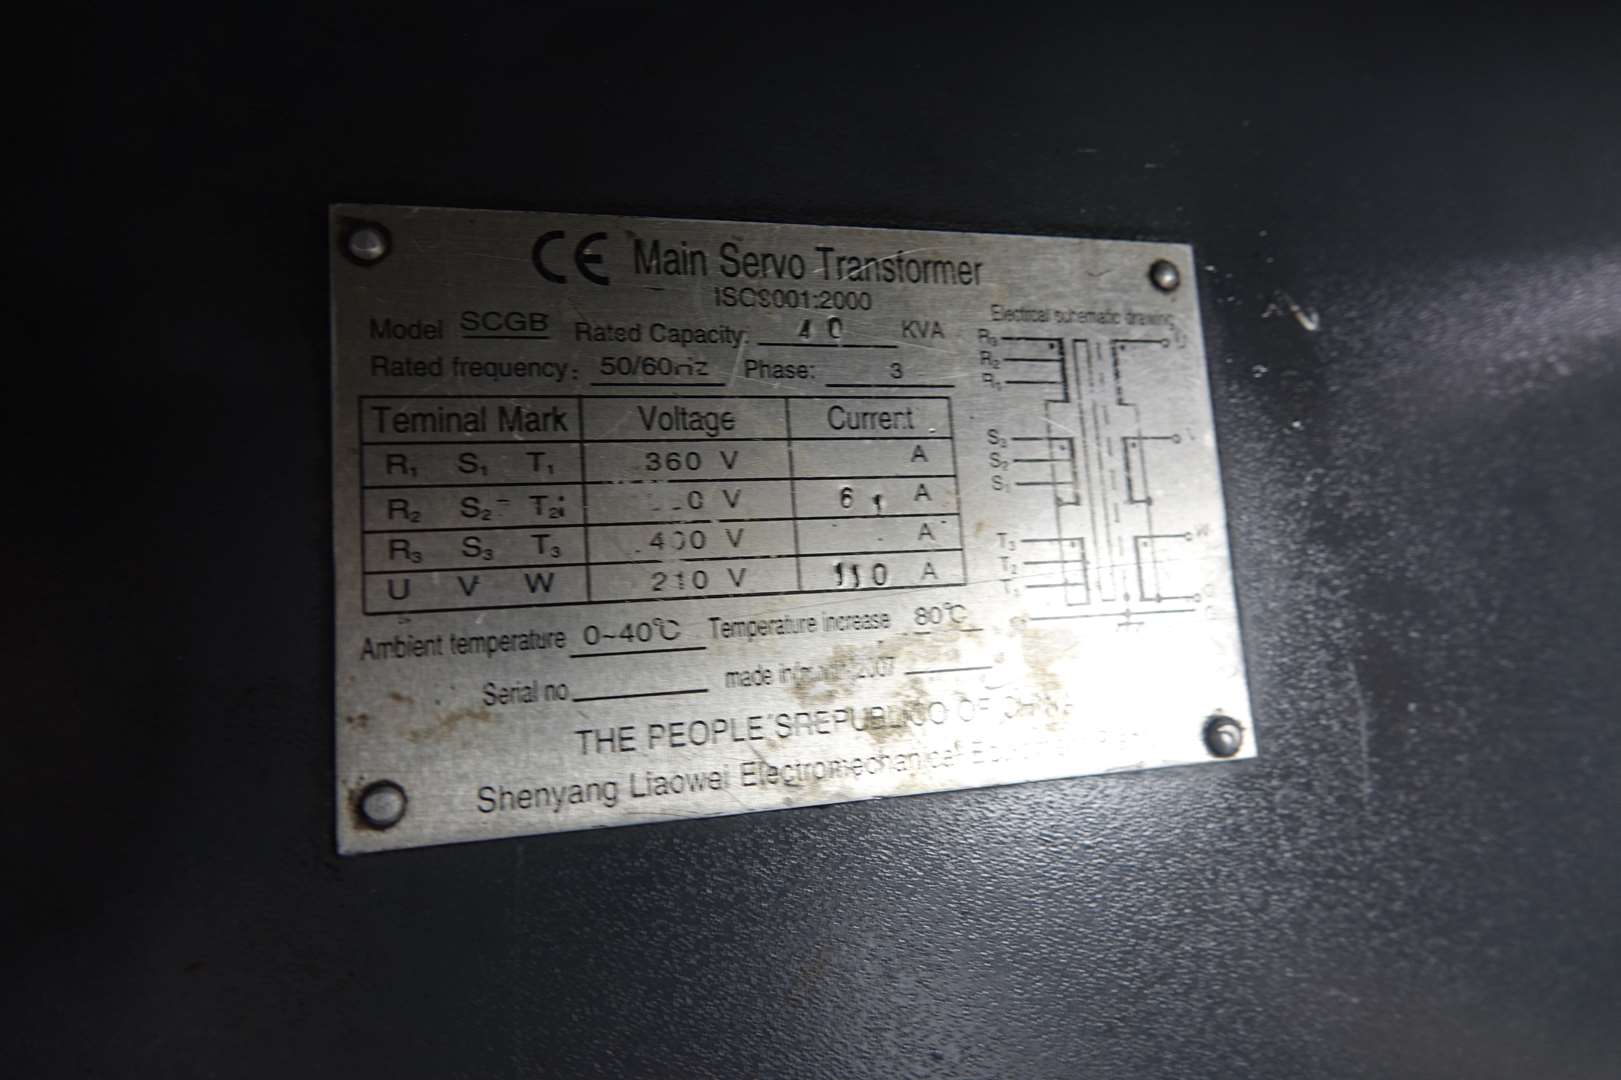 CE Main Servo Transformer
ISO9001:2000
Model SCGB Rated Capacity: 40 KVA
Rated frequency: 50/60Hz Phase: 3
Teminal Mark Voltage Current
R1 S1 T1 360 V A
R2 S2 T2 V A
R3 S3 T3 400 V A
U V W 210 V 110 A
Ambient temperature 0~40℃ Temperature increase 80℃
Serial no. made in 2007
THE PEOPLE'SREPUBLICO OF CHINA
Shenyang Liaowei Electromechanical
Electrical schematic drawing
R3 U
R2
R1
S3
S2
S
T3 W
T2
T